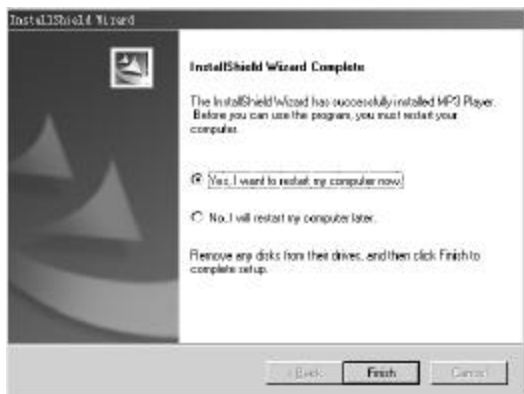 InstallShield Wizard
InstallShield Wizard Complete
The InstallShield Wizard has successfully installed MP3 Player.
Before you can use the program, you must restart your
computer.
Yes, I want to restart my computer now.
No, I will restart my computer later.
Remove any disks from their drives, and then click Finish to
complete setup.
< Back
Finish
Cancel